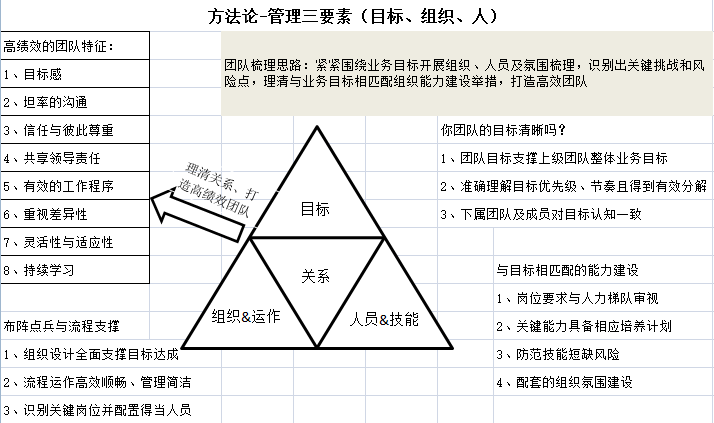 方法论-管理三要素（目标、组织、人）
高绩效的团队特征：
1、目标感
2、坦率的沟通
3、信任与彼此尊重
4、共享领导责任
5、有效的工作程序
6、重视差异性
7、灵活性与适应性
8、持续学习
团队梳理思路：紧紧围绕业务目标开展组织、人员及氛围梳理，识别出关键挑战和风
险点，理清与业务目标相匹配组织能力建设举措，打造高效团队
你团队的目标清晰吗？
1、团队目标支撑上级团队整体业务目标
2、准确理解目标优先级、节奏且得到有效分解
3、下属团队及成员对目标认知一致
理清关系、打
造高绩效团队
目标
关系
组织&运作
人员&技能
与目标相匹配的能力建设
1、岗位要求与人力梯队审视
2、关键能力具备相应培养计划
3、防范技能短缺风险
4、配套的组织氛围建设
布阵点兵与流程支撑
1、组织设计全面支撑目标达成
2、流程运作高效顺畅、管理简洁
3、识别关键岗位并配置得当人员